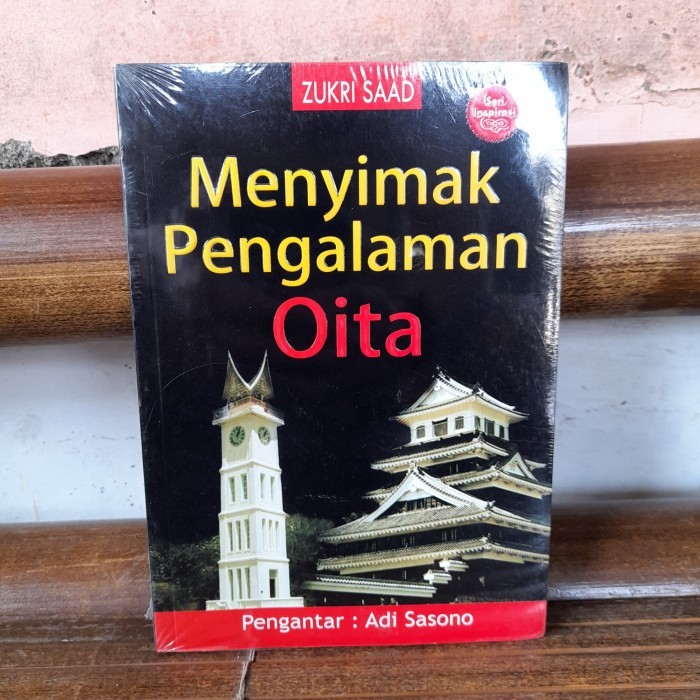 ZUKRI SAAD
Seri
Inspirasi
Menyimak
Pengalaman
Oita
Pengantar : Adi Sasono